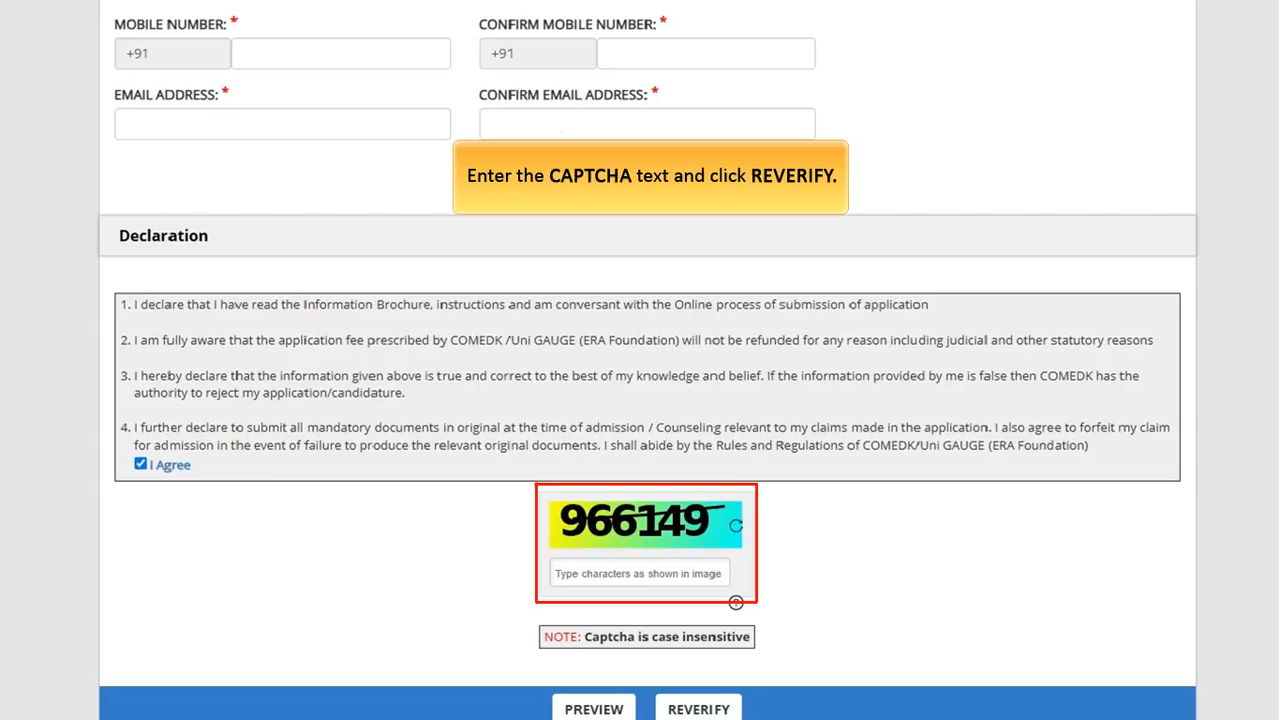 MOBILE NUMBER: * CONFIRM MOBILE NUMBER: *
+91 +91
EMAIL ADDRESS: * CONFIRM EMAIL ADDRESS: *
Enter the CAPTCHA text and click REVERIFY.
Declaration
1. I declare that I have read the Information Brochure, instructions and am conversant with the Online process of submission of application
2. I am fully aware that the application fee prescribed by COMEDK /Uni GAUGE (ERA Foundation) will not be refunded for any reason including judicial and other statutory reasons
3. I hereby declare that the information given above is true and correct to the best of my knowledge and belief. If the information provided by me is false then COMEDK has the
authority to reject my application/candidature.
4. I further declare to submit all mandatory documents in original at the time of admission / Counseling relevant to my claims made in the application. I also agree to forfeit my claim
for admission in the event of failure to produce the relevant original documents. I shall abide by the Rules and Regulations of COMEDK/Uni GAUGE (ERA Foundation)
I Agree
966149
Type characters as shown in image
?
NOTE: Captcha is case insensitive
PREVIEW REVERIFY